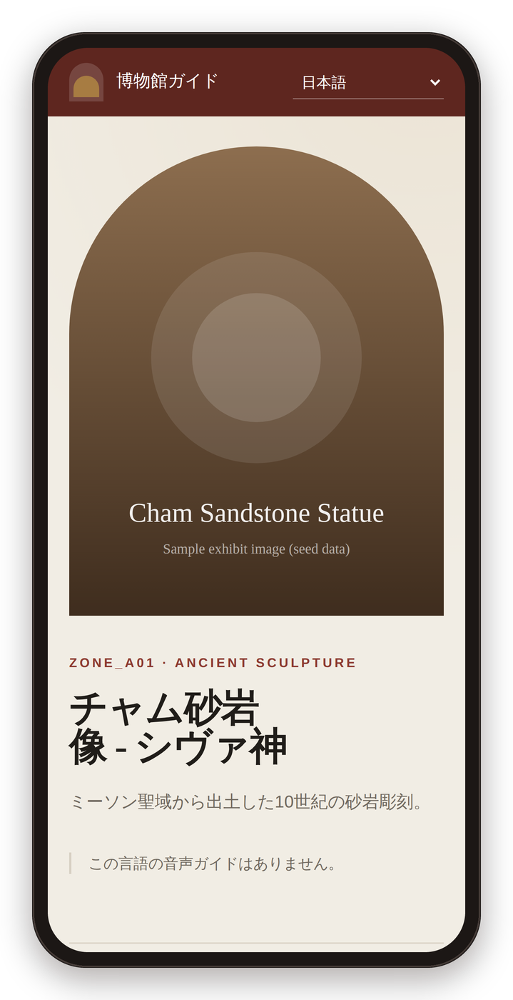 博物館ガイド
日本語
Cham Sandstone Statue
Sample exhibit image (seed data)
ZONE_A01 · ANCIENT SCULPTURE
チャム砂岩
像 - シヴァ神
ミーソン聖域から出土した10世紀の砂岩彫刻。
この言語の音声ガイドはありません。